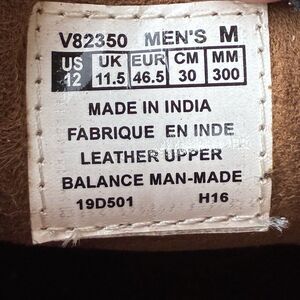 V82350 MEN'S M
US UK EUR CM MM
12 11.5 46.5 30 300
MADE IN INDIA
FABRIQUE EN INDE
LEATHER UPPER
BALANCE MAN-MADE
19D501 H16